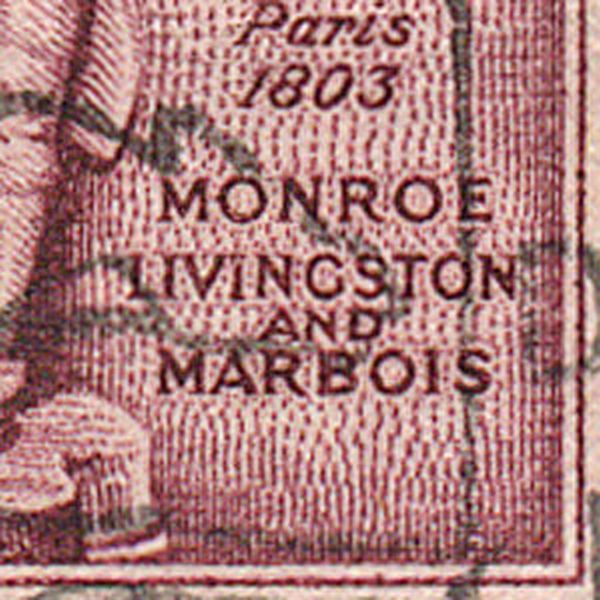 Paris
1803
MONROE
LIVINGSTON
AND
MARBOIS